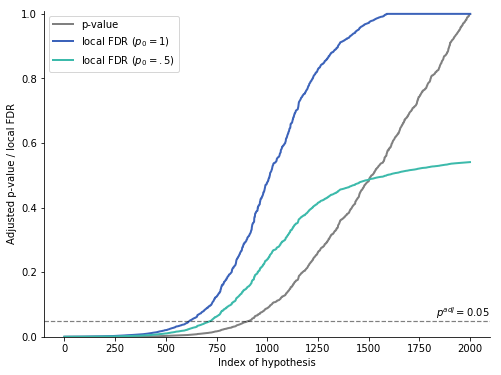 1.0
p-value
local FDR (p₀ = 1)
local FDR (p₀ = .5)
0.8
0.6
0.4
0.2
0.0
Adjusted p-value / local FDR
p^{adj} = 0.05
0 250 500 750 1000 1250 1500 1750 2000
Index of hypothesis